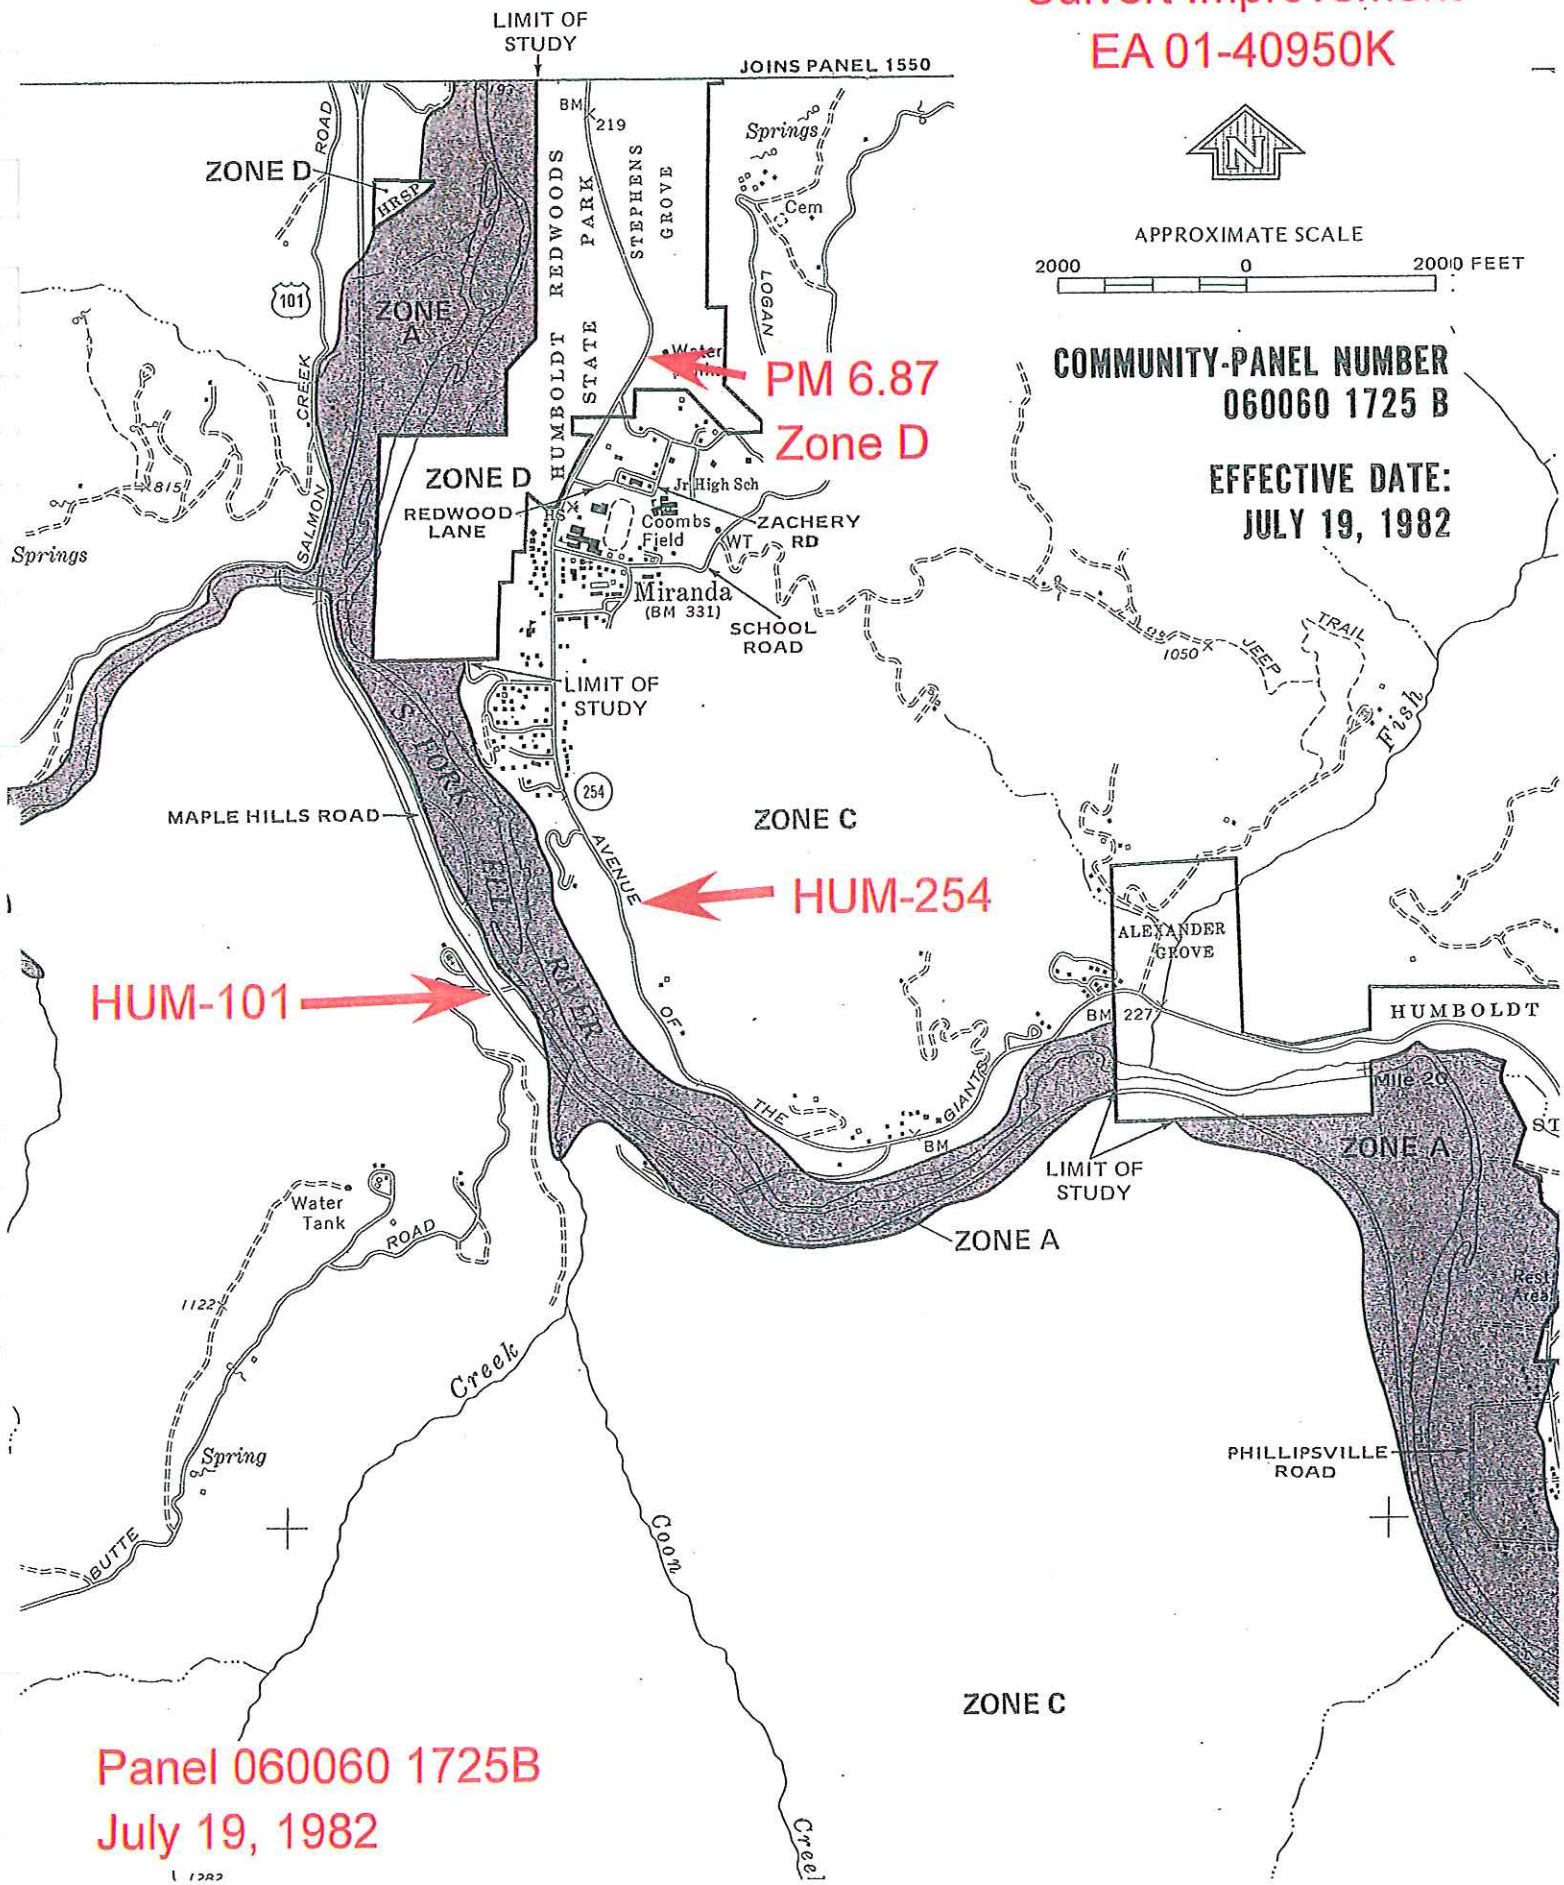 EA 01-40950K
LIMIT OF
STUDY
JOINS PANEL 1550
ROAD
BM
219
Springs
ZONE D
HRSP
HUMBOLDT REDWOODS
STATE PARK
STEPHENS
GROVE
Cem
APPROXIMATE SCALE
2000 0 2000 FEET
101
ZONE
A
LOGAN
CREEK
Water
COMMUNITY-PANEL NUMBER
060060 1725 B
PM 6.87
Zone D
EFFECTIVE DATE:
JULY 19, 1982
815
ZONE D
Jr High Sch
REDWOOD
LANE
HS
Coombs
Field
ZACHERY
RD
WT
SALMON
Springs
Miranda
(BM 331)
SCHOOL
ROAD
1050
JEEP
TRAIL
LIMIT OF
STUDY
Fish
S FORK
EEL
RIVER
254
MAPLE HILLS ROAD
ZONE C
AVENUE
HUM-254
ALEXANDER
GROVE
HUM-101
OF
BM 227
HUMBOLDT
THE
GIANTS
BM
Mile 20
ST
ZONE A
LIMIT OF
STUDY
Water
Tank
ROAD
ZONE A
Rest
Area
1122
Creek
Spring
PHILLIPSVILLE
ROAD
BUTTE
Coon
ZONE C
Panel 060060 1725B
July 19, 1982
1282